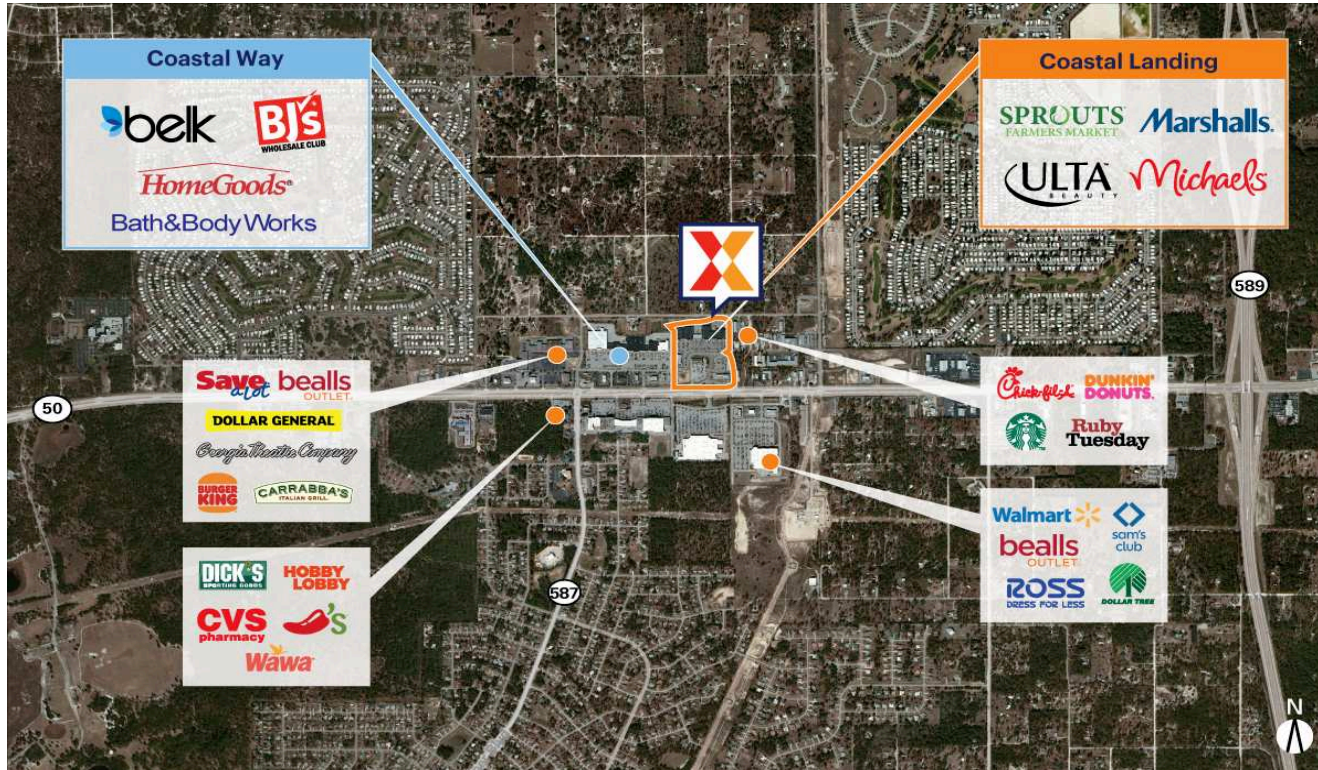 Coastal Way
belk
BJ's
WHOLESALE CLUB
HomeGoods
Bath&Body Works
Coastal Landing
SPROUTS
FARMERS MARKET
Marshalls.
ULTA
BEAUTY
Michaels
589
50
587
Save
a lot
bealls
OUTLET
DOLLAR GENERAL
Georgia Theatre Company
BURGER
KING
CARRABBA'S
ITALIAN GRILL
Chick-fil-A
DUNKIN'
DONUTS
Ruby
Tuesday
DICK'S
SPORTING GOODS
HOBBY
LOBBY
CVS
pharmacy
's
Wawa
Walmart
sam's
club
bealls
OUTLET
ROSS
DRESS FOR LESS
DOLLAR TREE
N